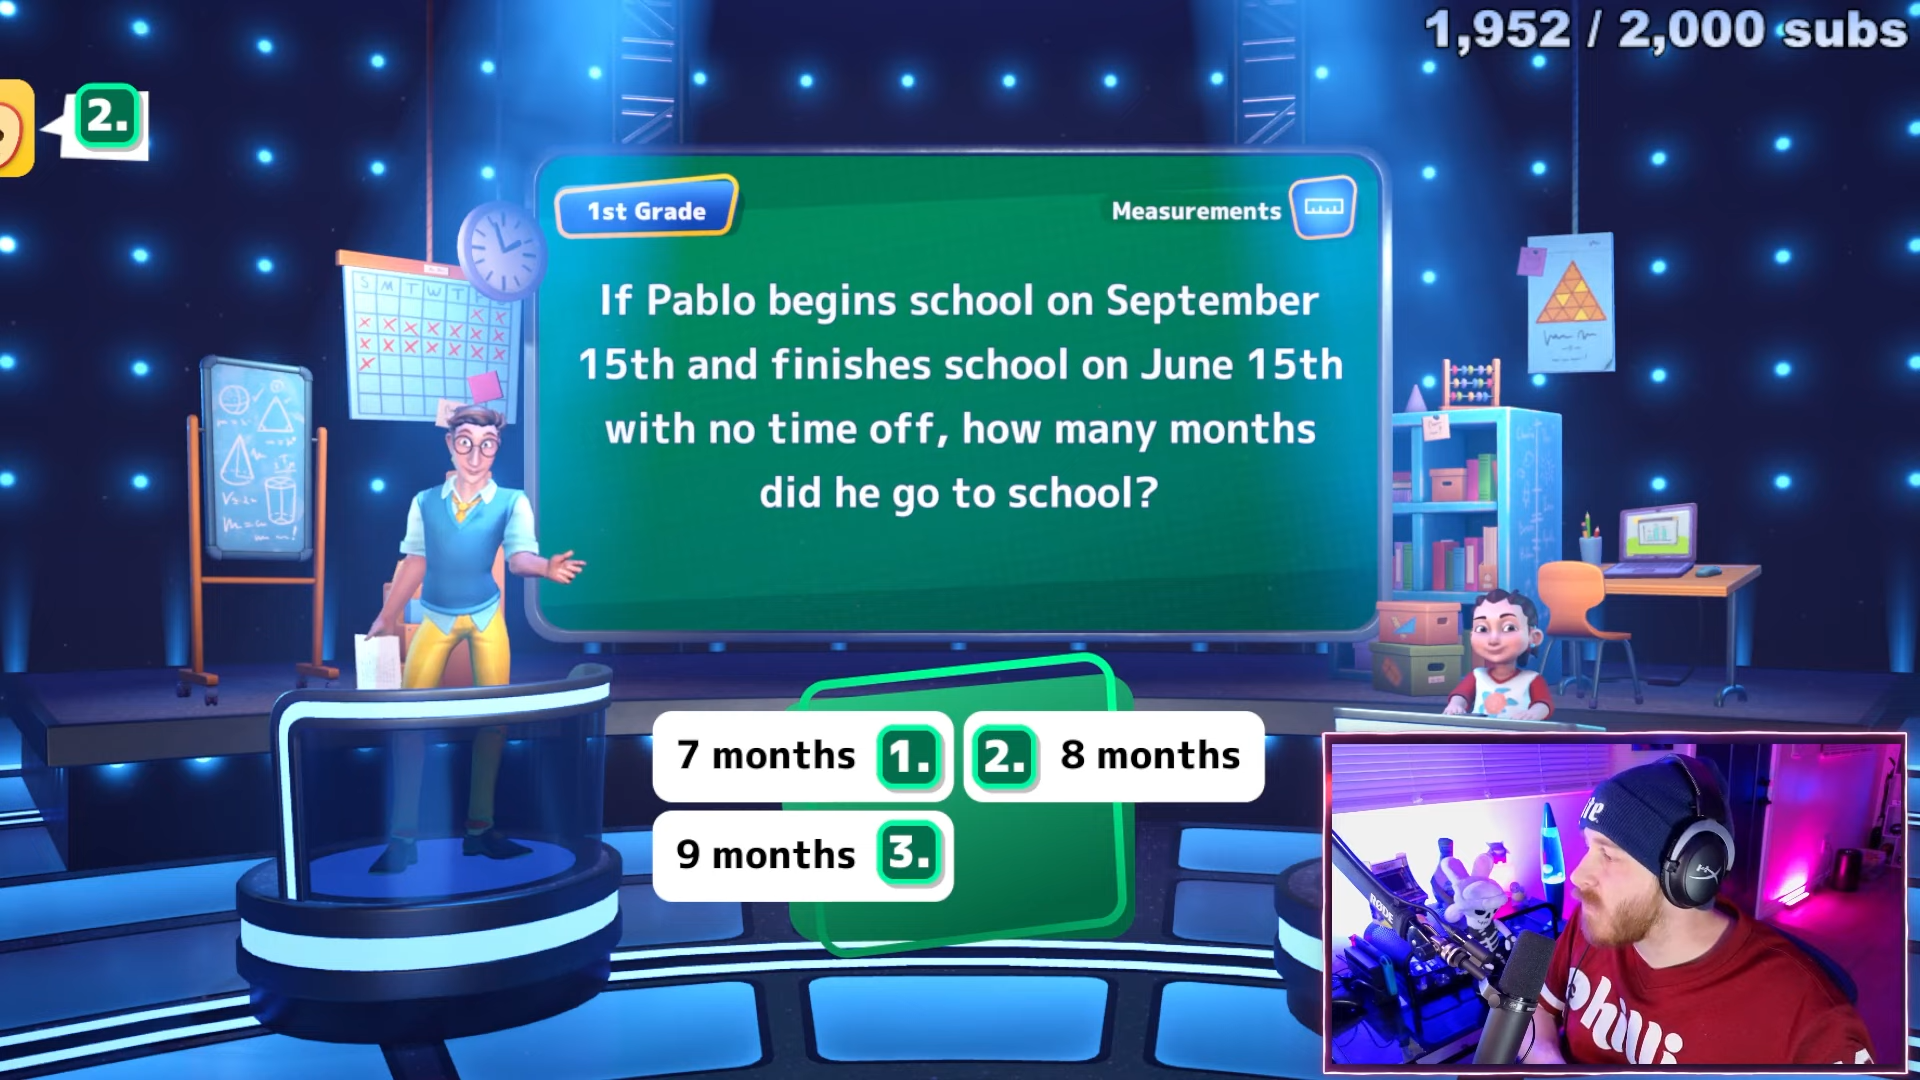 1,952 / 2,000 subs
2.
1st Grade
Measurements
S M T W T
If Pablo begins school on September
15th and finishes school on June 15th
with no time off, how many months
did he go to school?
7 months 1.
2. 8 months
9 months 3.
RØDE
philli